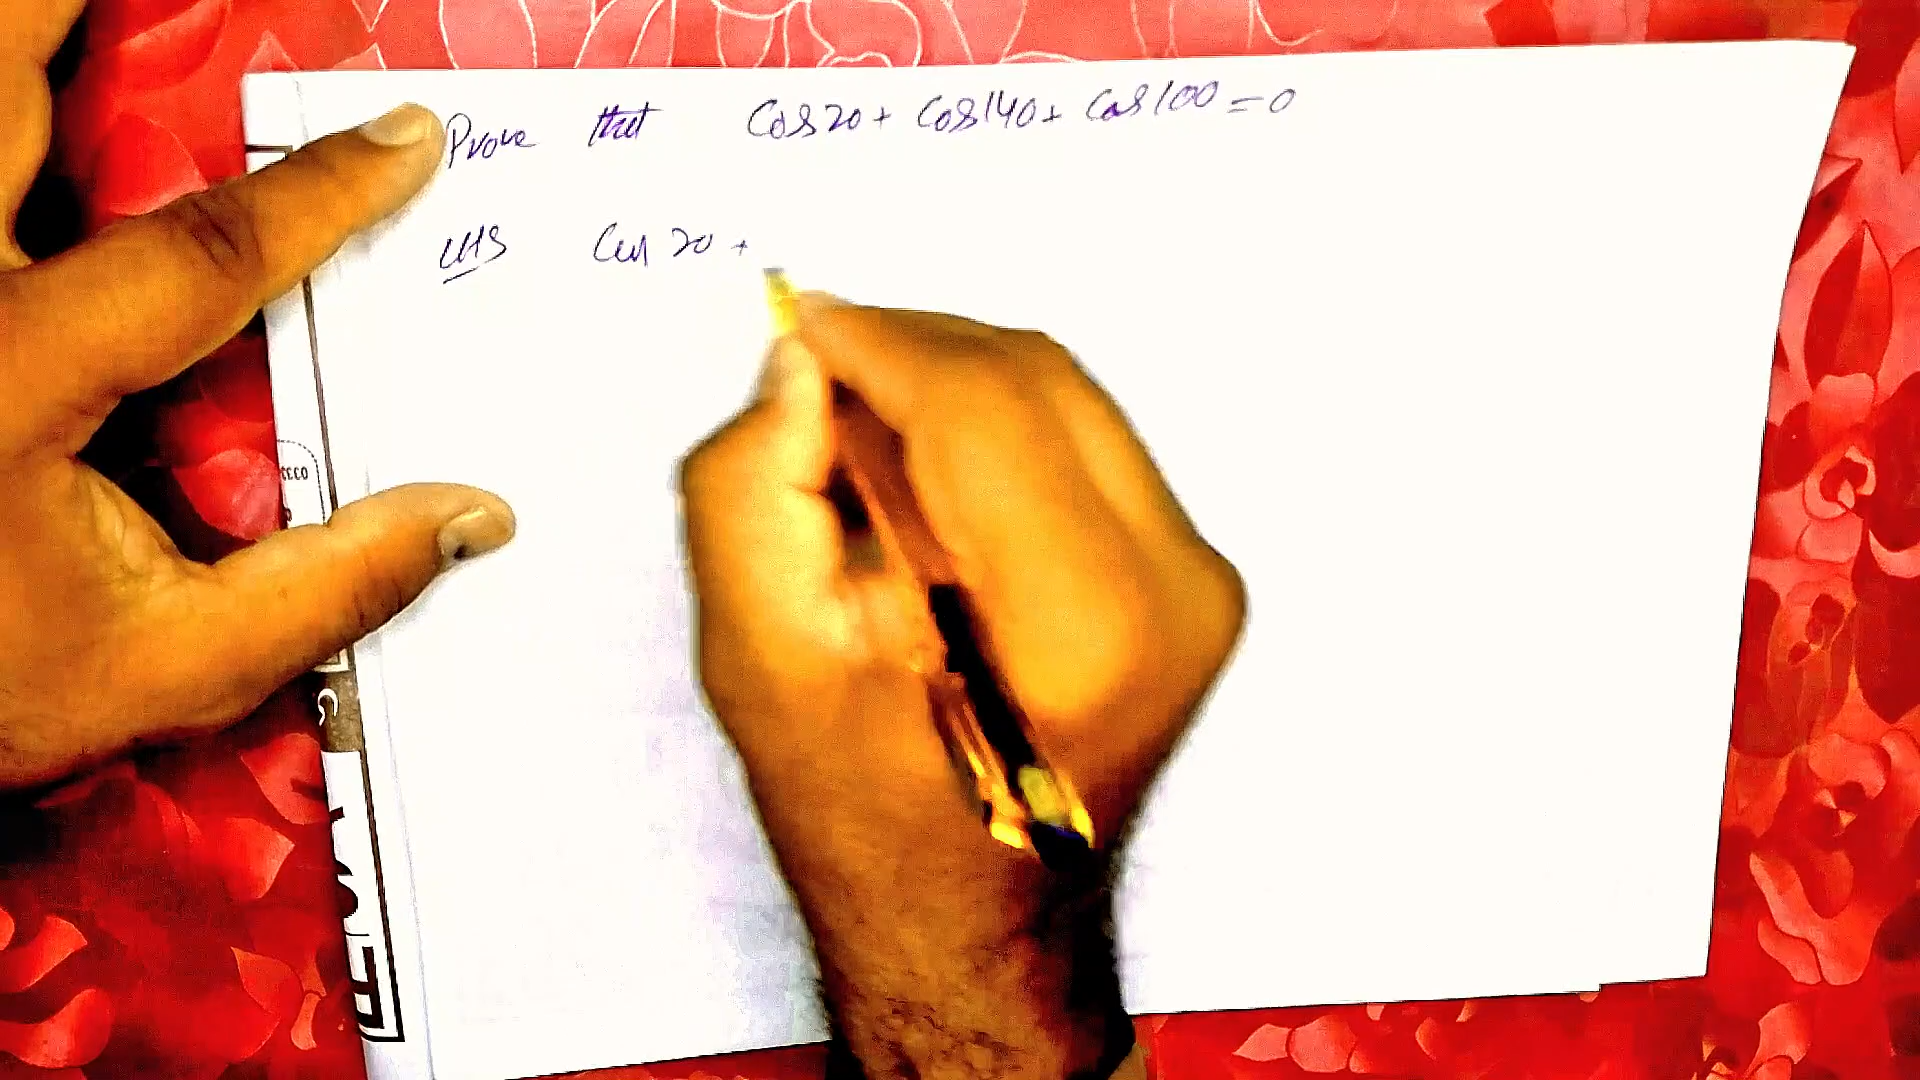 Prove that Cos20 + Cos140 + Cos100 = 0
LHS Cos 20 +